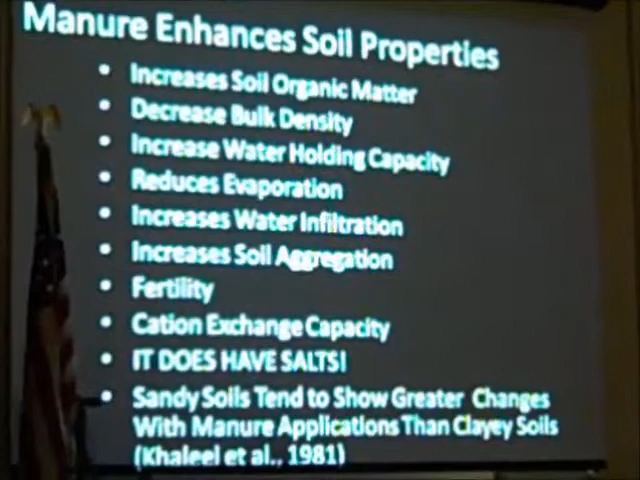 Manure Enhances Soil Properties
• Increases Soil Organic Matter
• Decrease Bulk Density
• Increase Water Holding Capacity
• Reduces Evaporation
• Increases Water Infiltration
• Increases Soil Aggregation
• Fertility
• Cation Exchange Capacity
• IT DOES HAVE SALTS!
• Sandy Soils Tend to Show Greater Changes
With Manure Applications Than Clayey Soils
(Khaleel et al., 1981)